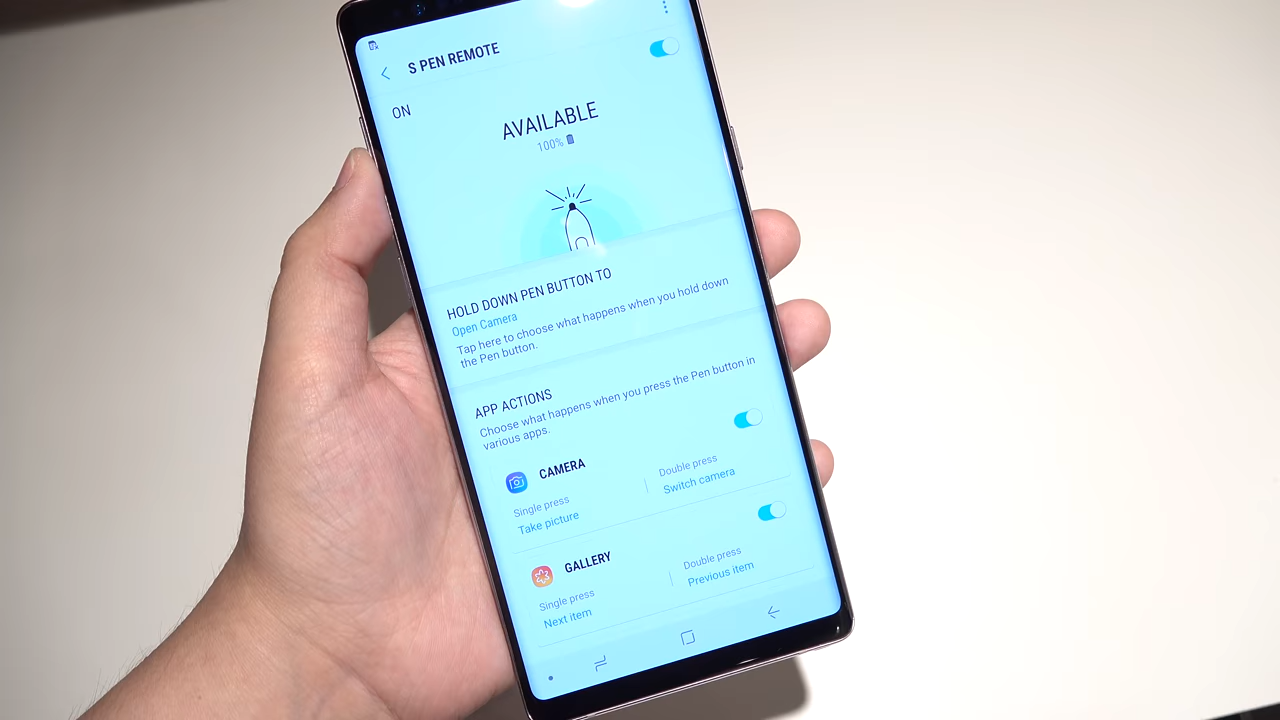 S PEN REMOTE
ON
AVAILABLE
100%
HOLD DOWN PEN BUTTON TO
Open Camera
Tap here to choose what happens when you hold down
the Pen button.
APP ACTIONS
Choose what happens when you press the Pen button in
various apps.
CAMERA
Single press
Take picture
Double press
Switch camera
GALLERY
Single press
Next item
Double press
Previous item